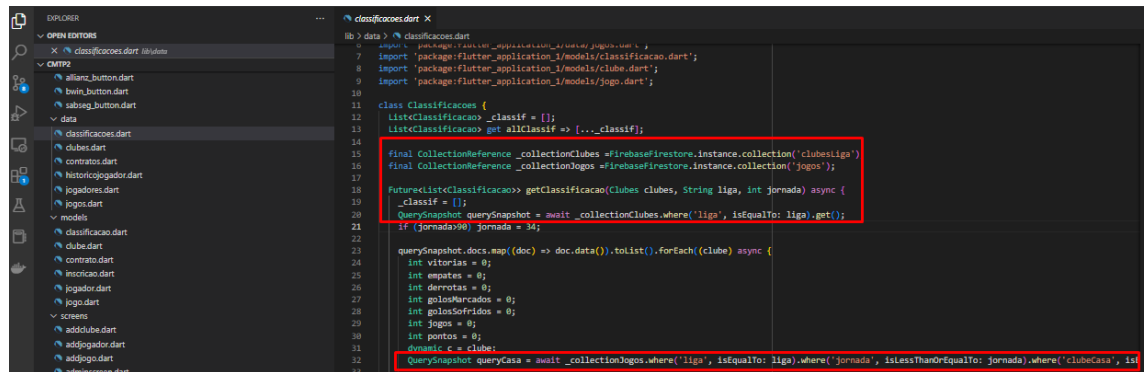 EXPLORER
OPEN EDITORS
classificacoes.dart lib\data
CMTP2
allianz_button.dart
bwin_button.dart
sabseg_button.dart
data
classificacoes.dart
clubes.dart
contratos.dart
historicojogador.dart
jogadores.dart
jogos.dart
models
classificacao.dart
clube.dart
contrato.dart
inscricao.dart
jogador.dart
jogo.dart
screens
addclube.dart
addjogador.dart
addjogo.dart
adminscreen.dart
classificacoes.dart
lib > data > classificacoes.dart
6 import 'package:flutter_application_1/data/jogos.dart';
7 import 'package:flutter_application_1/models/classificacao.dart';
8 import 'package:flutter_application_1/models/clube.dart';
9 import 'package:flutter_application_1/models/jogo.dart';
10
11 class Classificacoes {
12 List<Classificacao> _classif = [];
13 List<Classificacao> get allClassif => [..._classif];
14
15 final CollectionReference _collectionClubes =FirebaseFirestore.instance.collection('clubesLiga')
16 final CollectionReference _collectionJogos =FirebaseFirestore.instance.collection('jogos');
17
18 Future<List<Classificacao>> getClassificacao(Clubes clubes, String liga, int jornada) async {
19 _classif = [];
20 QuerySnapshot querySnapshot = await _collectionClubes.where('liga', isEqualTo: liga).get();
21 if (jornada>90) jornada = 34;
22
23 querySnapshot.docs.map((doc) => doc.data()).toList().forEach((clube) async {
24 int vitorias = 0;
25 int empates = 0;
26 int derrotas = 0;
27 int golosMarcados = 0;
28 int golosSofridos = 0;
29 int jogos = 0;
30 int pontos = 0;
31 dynamic c = clube;
32 QuerySnapshot queryCasa = await _collectionJogos.where('liga', isEqualTo: liga).where('jornada', isLessThanOrEqualTo: jornada).where('clubeCasa', isE